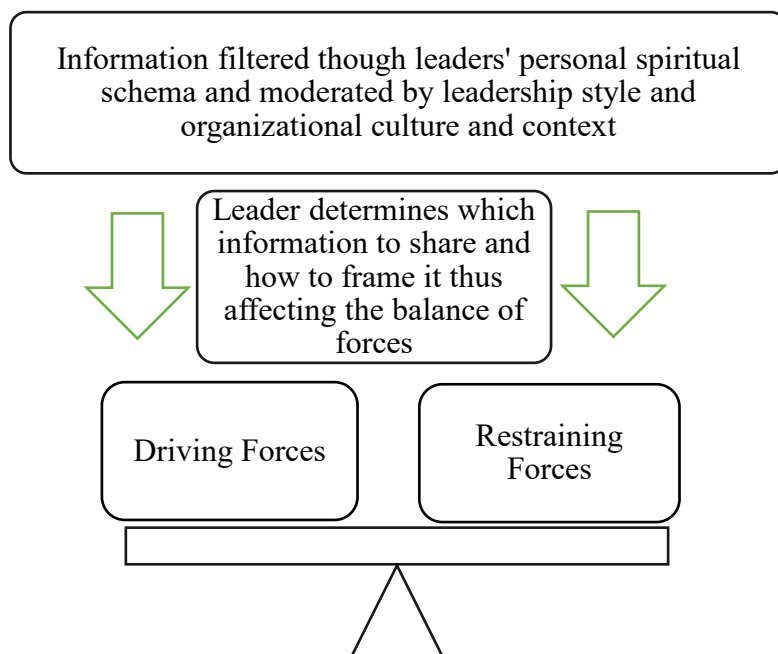 Information filtered though leaders' personal spiritual
schema and moderated by leadership style and
organizational culture and context
Leader determines which
information to share and
how to frame it thus
affecting the balance of
forces
Driving Forces
Restraining
Forces